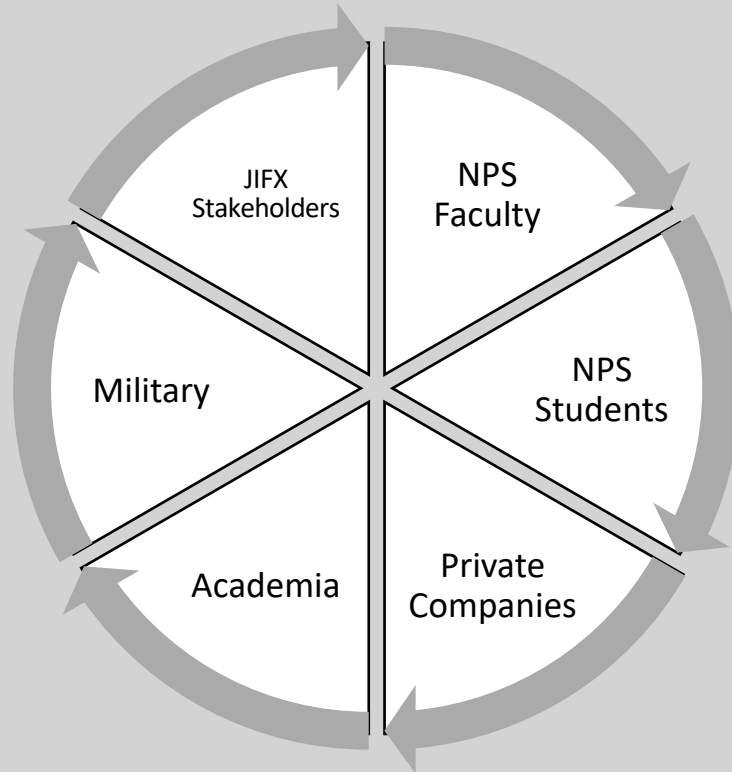 JIFX
Stakeholders
NPS
Faculty
NPS
Students
Private
Companies
Academia
Military